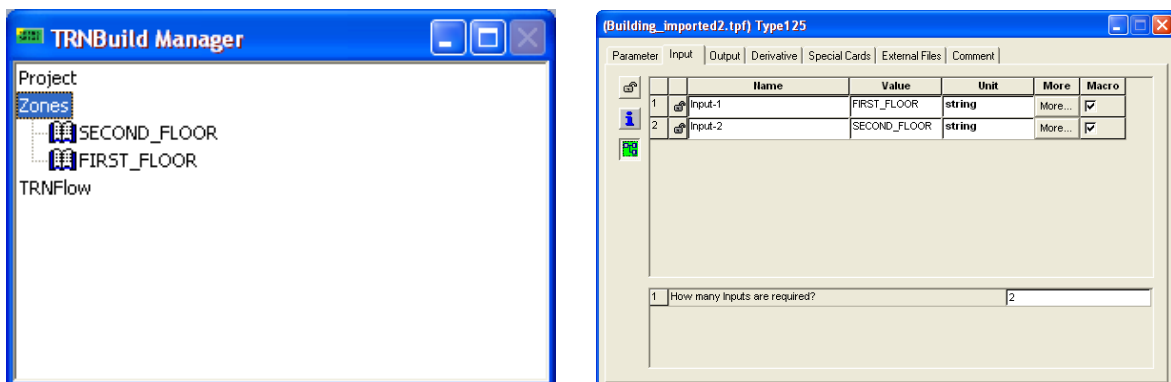 TRNBuild Manager
Project
Zones
SECOND_FLOOR
FIRST_FLOOR
TRNFlow
(Building_imported2.tpf) Type125
Parameter Input Output Derivative Special Cards External Files Comment
Name Value Unit More Macro
1 Input-1 FIRST_FLOOR string More...
2 Input-2 SECOND_FLOOR string More...
1 How many Inputs are required? 2